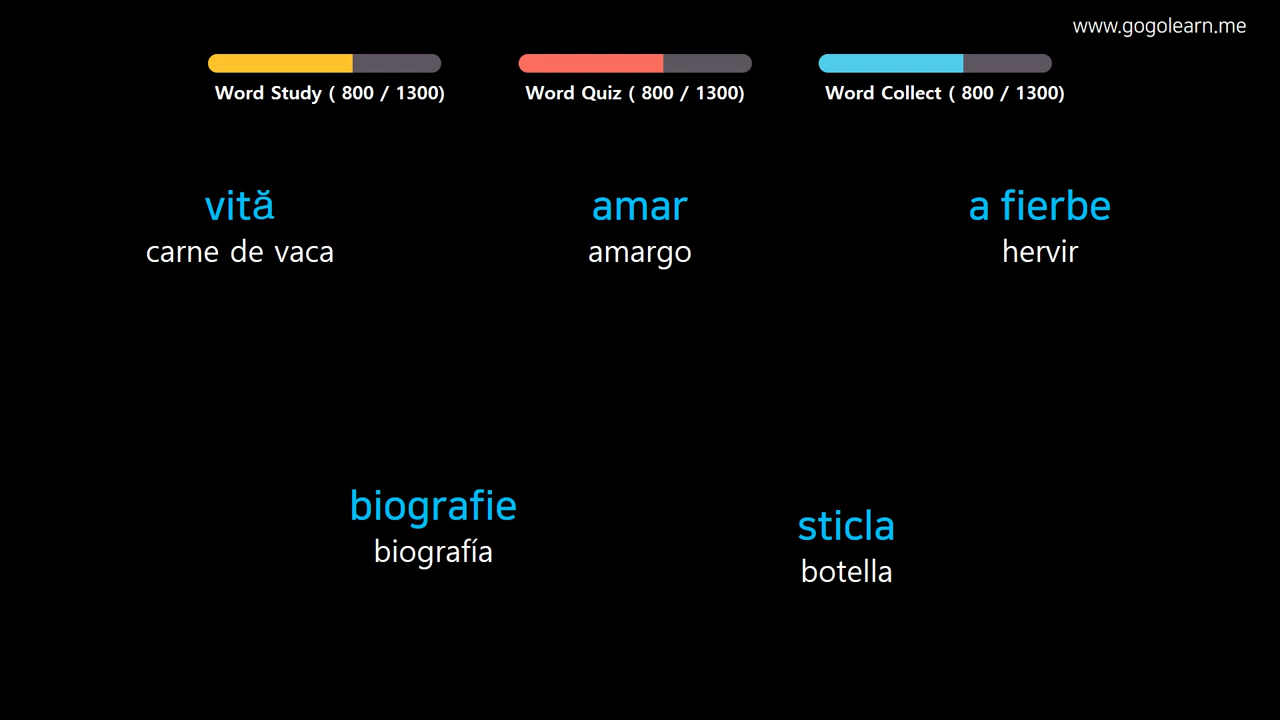 www.gogolearn.me
Word Study ( 800 / 1300)
Word Quiz ( 800 / 1300)
Word Collect ( 800 / 1300)
vită
carne de vaca
amar
amargo
a fierbe
hervir
biografie
biografía
sticla
botella